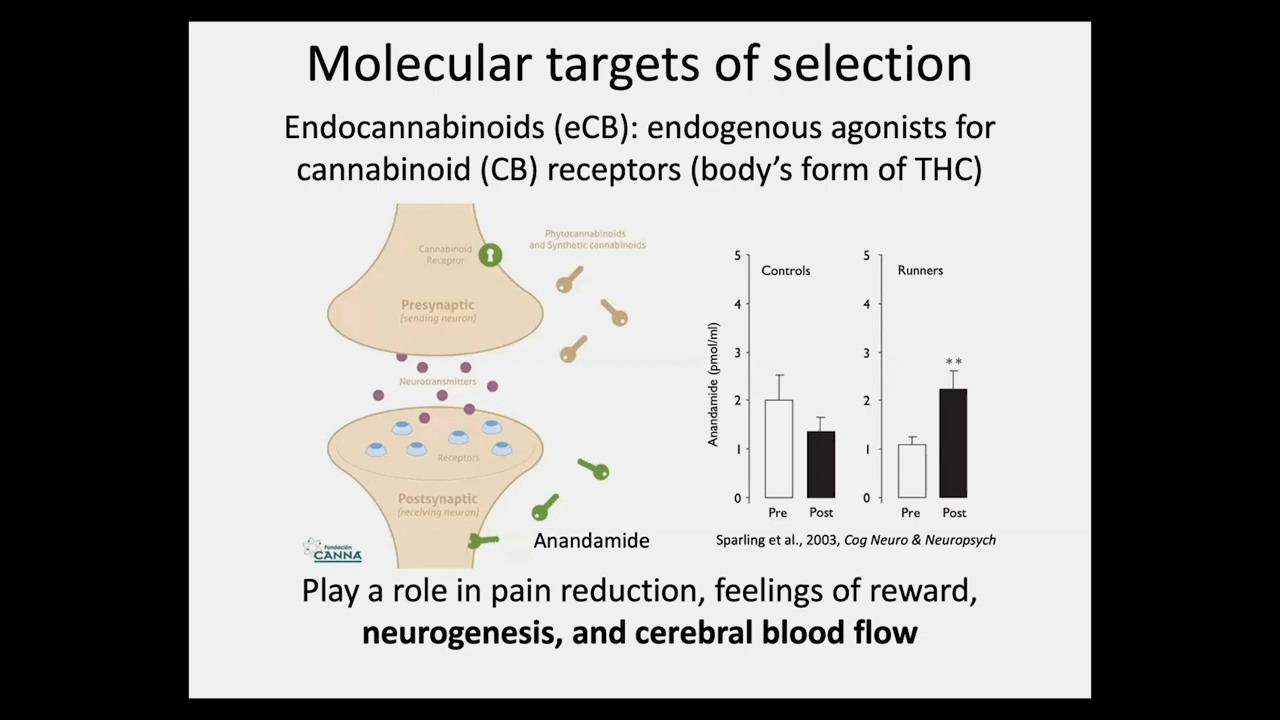 Molecular targets of selection
Endocannabinoids (eCB): endogenous agonists for
cannabinoid (CB) receptors (body's form of THC)
Cannabinoid
Receptor
Phytocannabinoids
and Synthetic cannabinoids
Presynaptic
(sending neuron)
Neurotransmitters
Receptors
Postsynaptic
(receiving neuron)
Anandamide
Fundación
CANNA
Anandamide (pmol/ml)
5
4
3
2
1
0
Controls
Pre
Post
5
4
3
2
1
0
Runners
**
Pre
Post
Sparling et al., 2003, Cog Neuro & Neuropsych
Play a role in pain reduction, feelings of reward,
neurogenesis, and cerebral blood flow